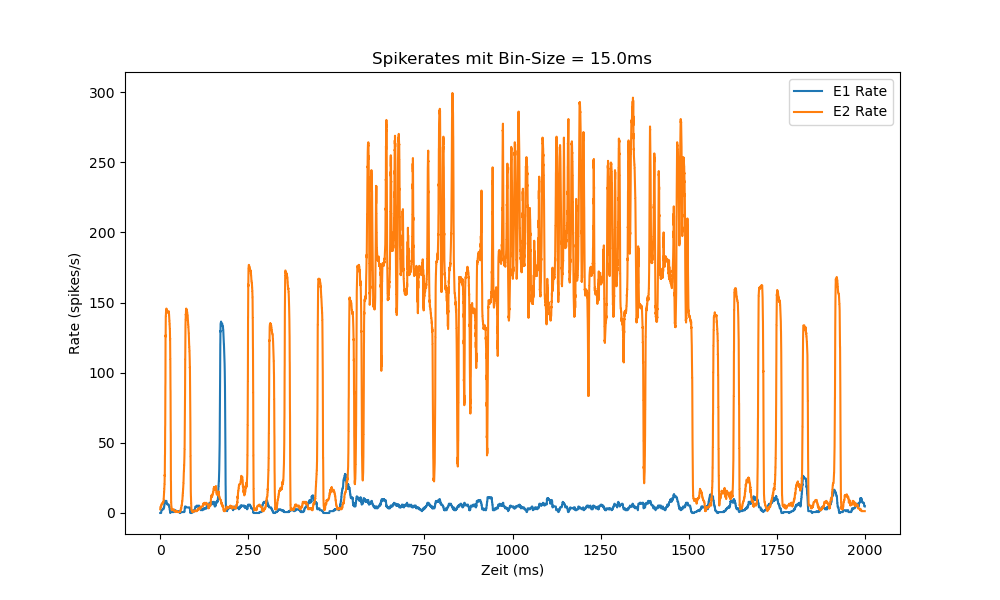 Spikerates mit Bin-Size = 15.0ms
E1 Rate
E2 Rate
300
250
200
150
100
50
0
Rate (spikes/s)
0 250 500 750 1000 1250 1500 1750 2000
Zeit (ms)